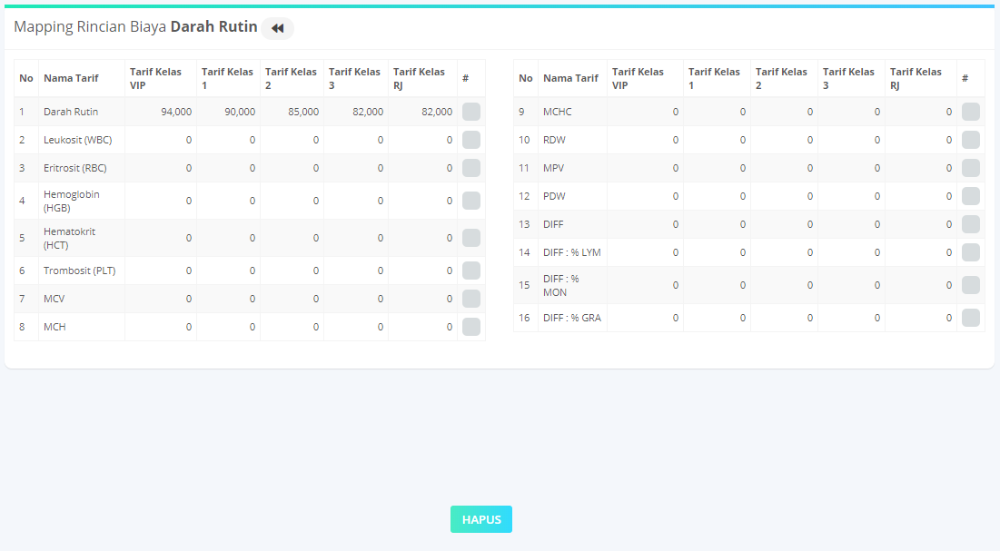 Mapping Rincian Biaya Darah Rutin
No Nama Tarif Tarif Kelas VIP Tarif Kelas 1 Tarif Kelas 2 Tarif Kelas 3 Tarif Kelas RJ #
1 Darah Rutin 94,000 90,000 85,000 82,000 82,000
2 Leukosit (WBC) 0 0 0 0 0
3 Eritrosit (RBC) 0 0 0 0 0
4 Hemoglobin (HGB) 0 0 0 0 0
5 Hematokrit (HCT) 0 0 0 0 0
6 Trombosit (PLT) 0 0 0 0 0
7 MCV 0 0 0 0 0
8 MCH 0 0 0 0 0
No Nama Tarif Tarif Kelas VIP Tarif Kelas 1 Tarif Kelas 2 Tarif Kelas 3 Tarif Kelas RJ #
9 MCHC 0 0 0 0 0
10 RDW 0 0 0 0 0
11 MPV 0 0 0 0 0
12 PDW 0 0 0 0 0
13 DIFF 0 0 0 0 0
14 DIFF : % LYM 0 0 0 0 0
15 DIFF : % MON 0 0 0 0 0
16 DIFF : % GRA 0 0 0 0 0
HAPUS